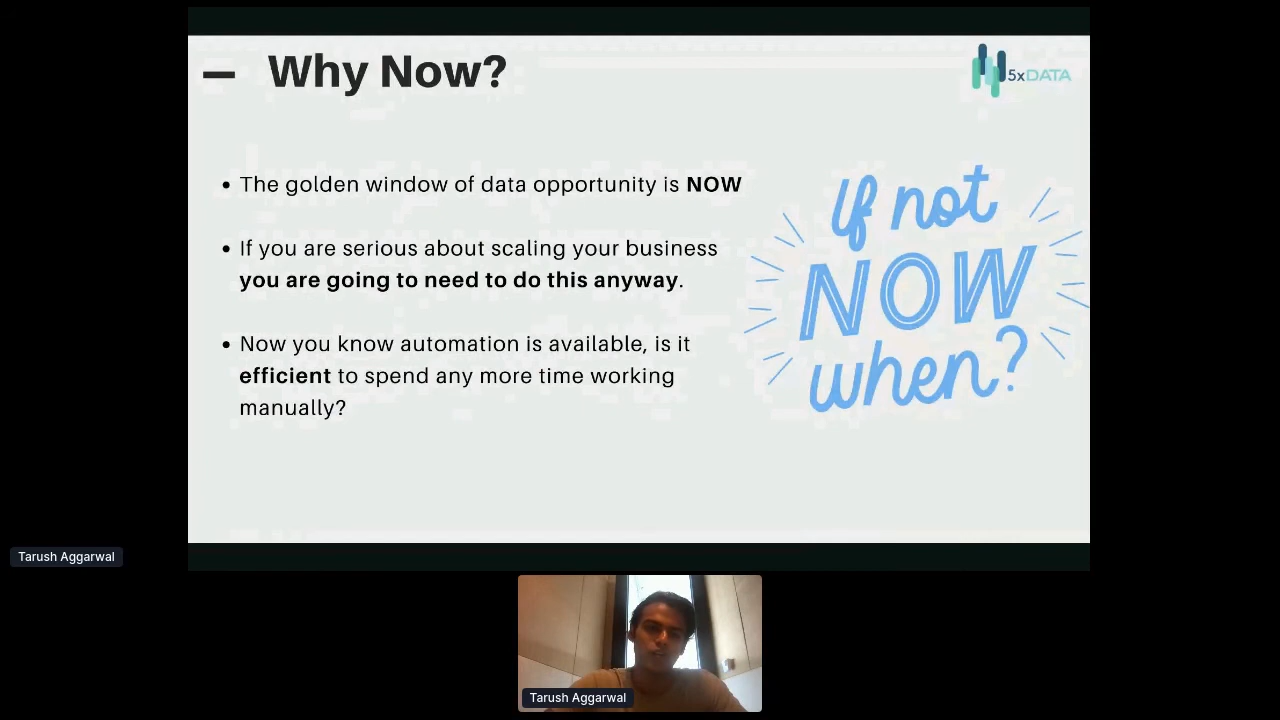 — Why Now?
5xDATA
• The golden window of data opportunity is NOW
• If you are serious about scaling your business
you are going to need to do this anyway.
• Now you know automation is available, is it
efficient to spend any more time working
manually?
If not
NOW
when?
Tarush Aggarwal
Tarush Aggarwal